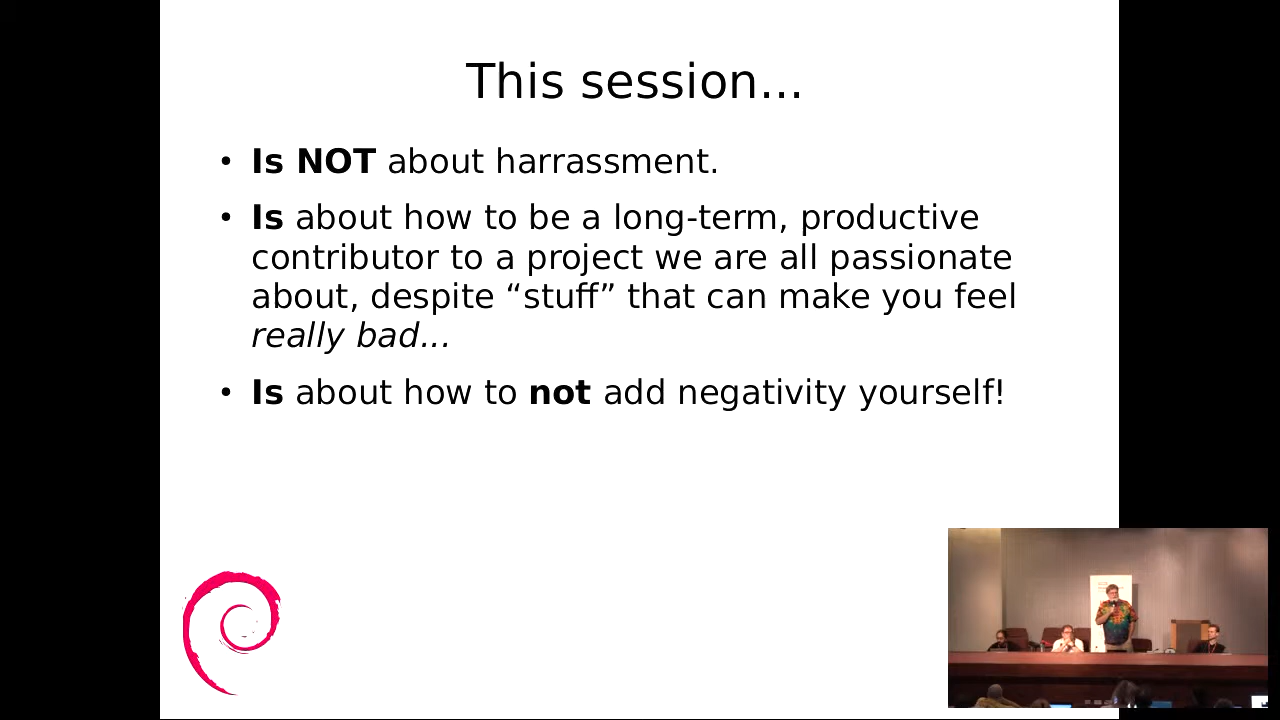 This session...
• Is NOT about harrassment.
• Is about how to be a long-term, productive
contributor to a project we are all passionate
about, despite “stuff” that can make you feel
really bad...
• Is about how to not add negativity yourself!